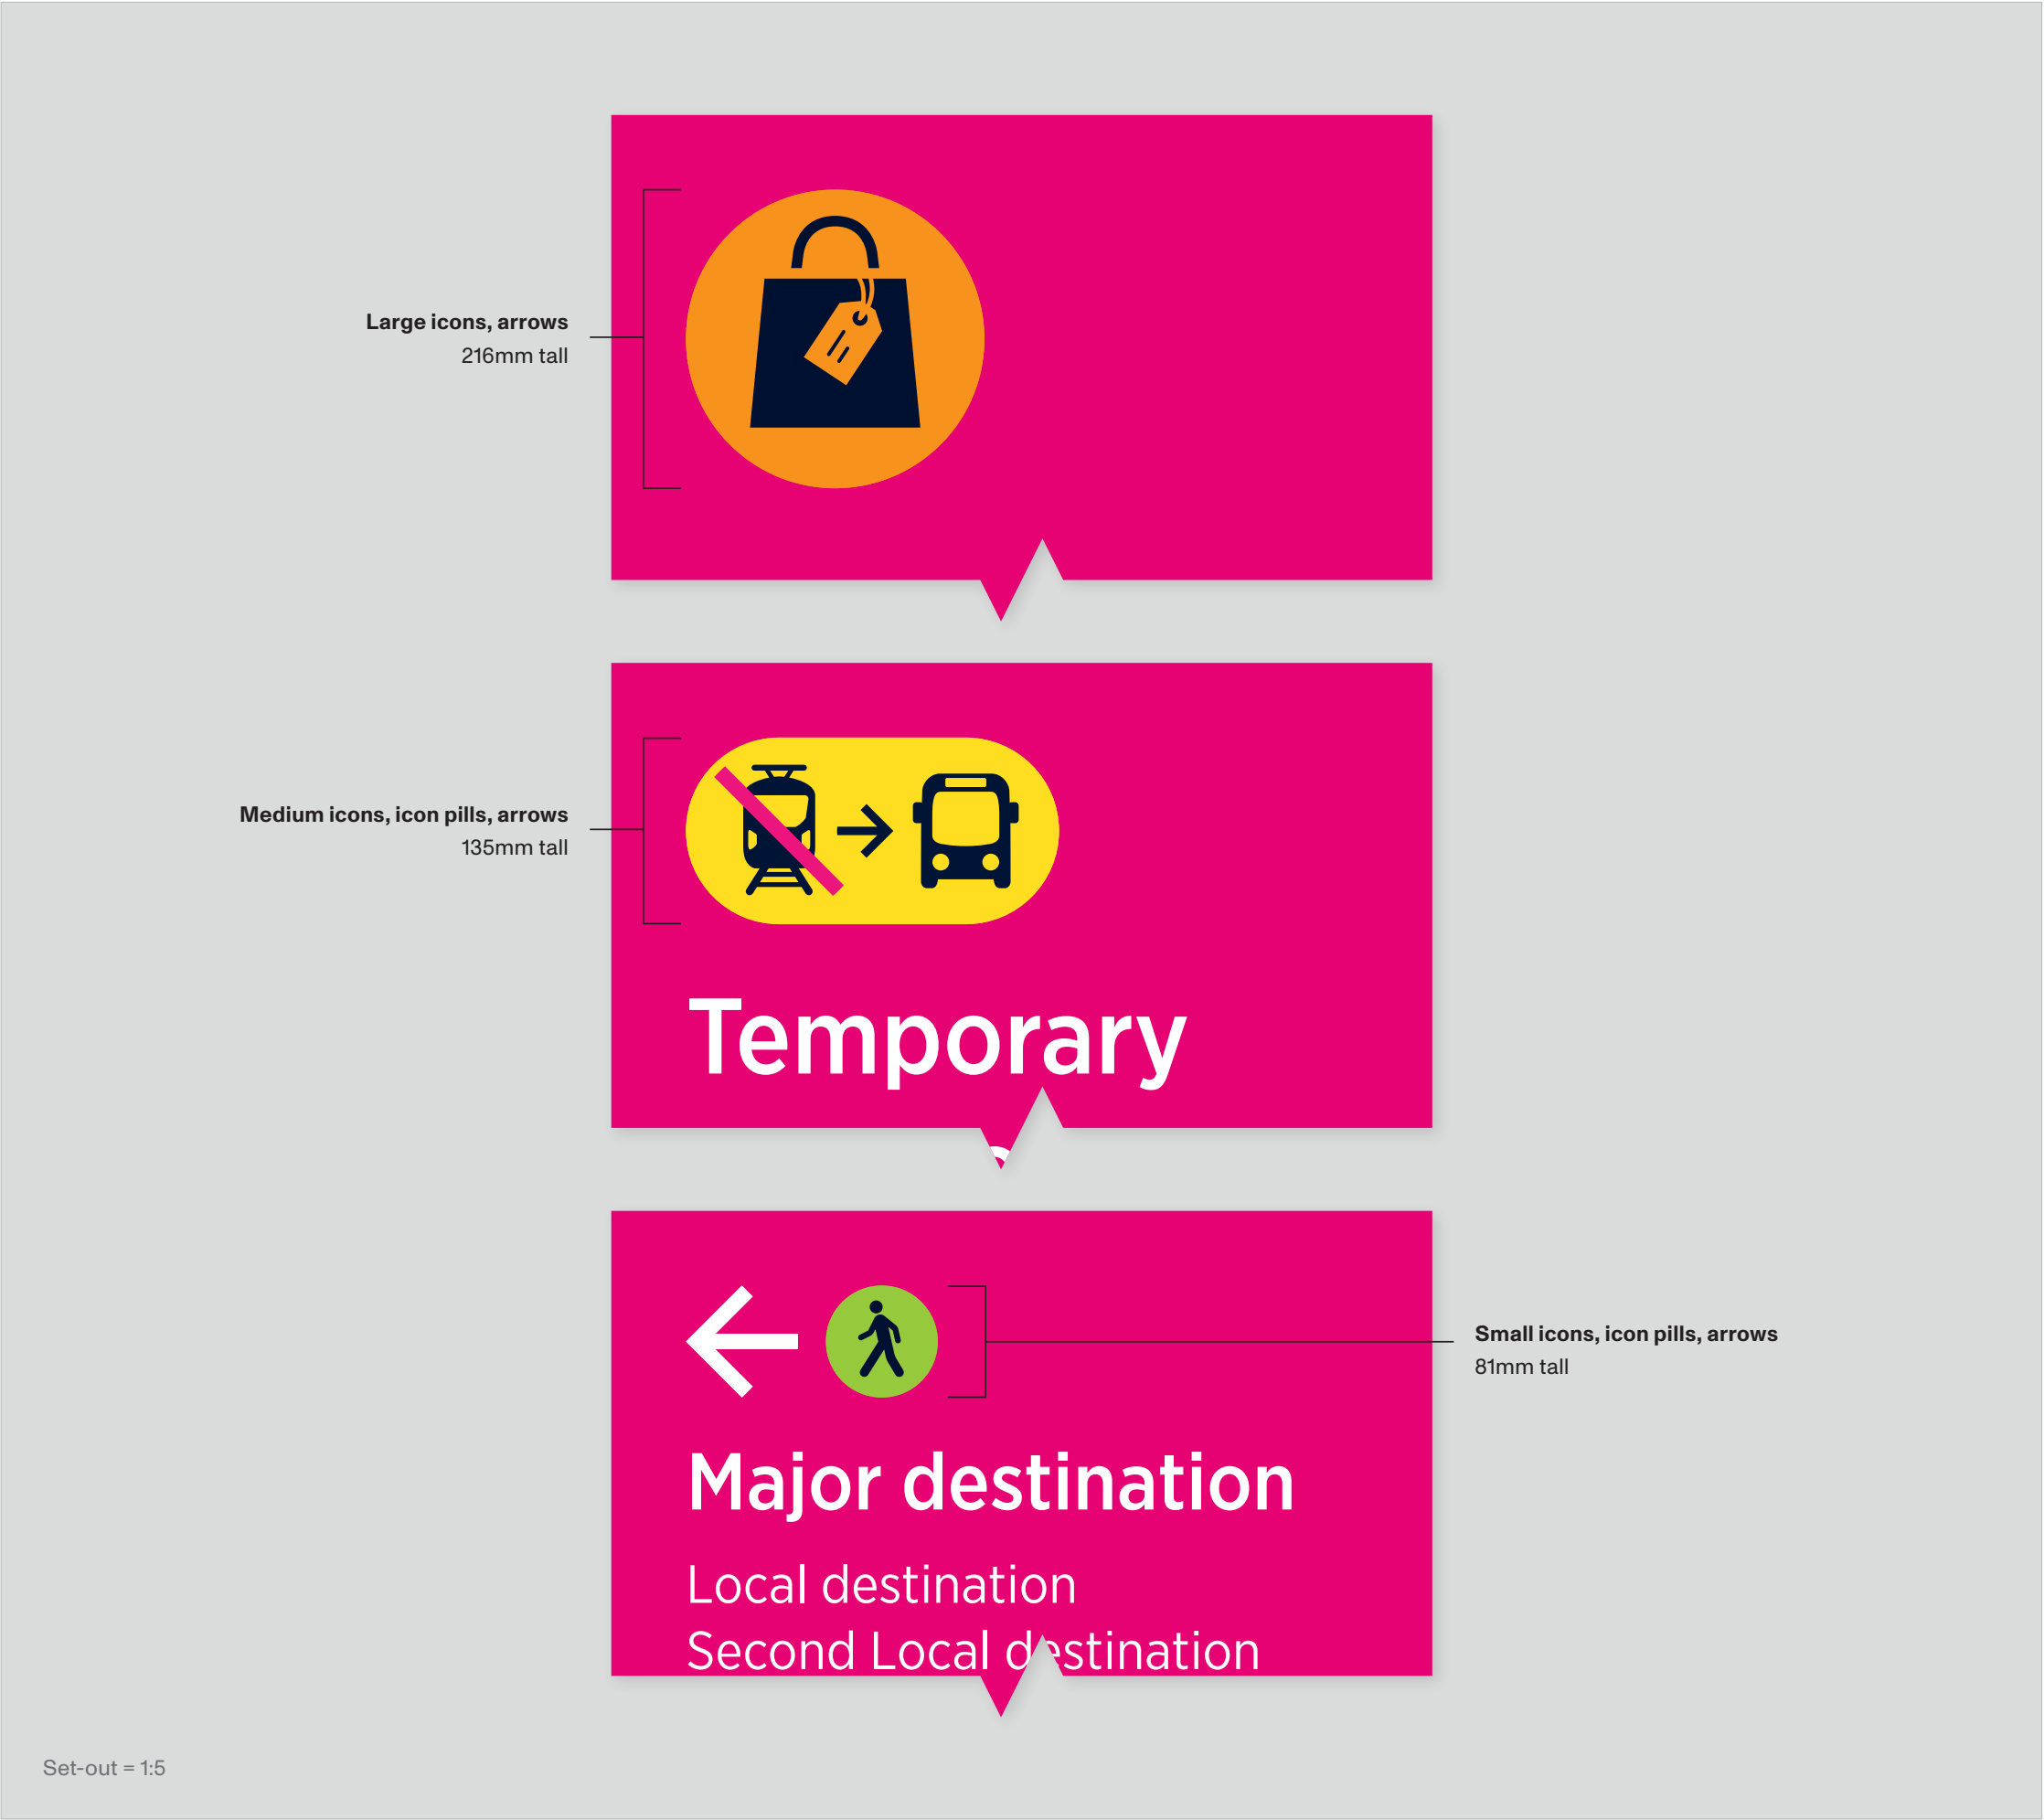 Large icons, arrows
216mm tall
Medium icons, icon pills, arrows
135mm tall
Temporary
Small icons, icon pills, arrows
81mm tall
Major destination
Local destination
Second Local destination
Set-out = 1:5